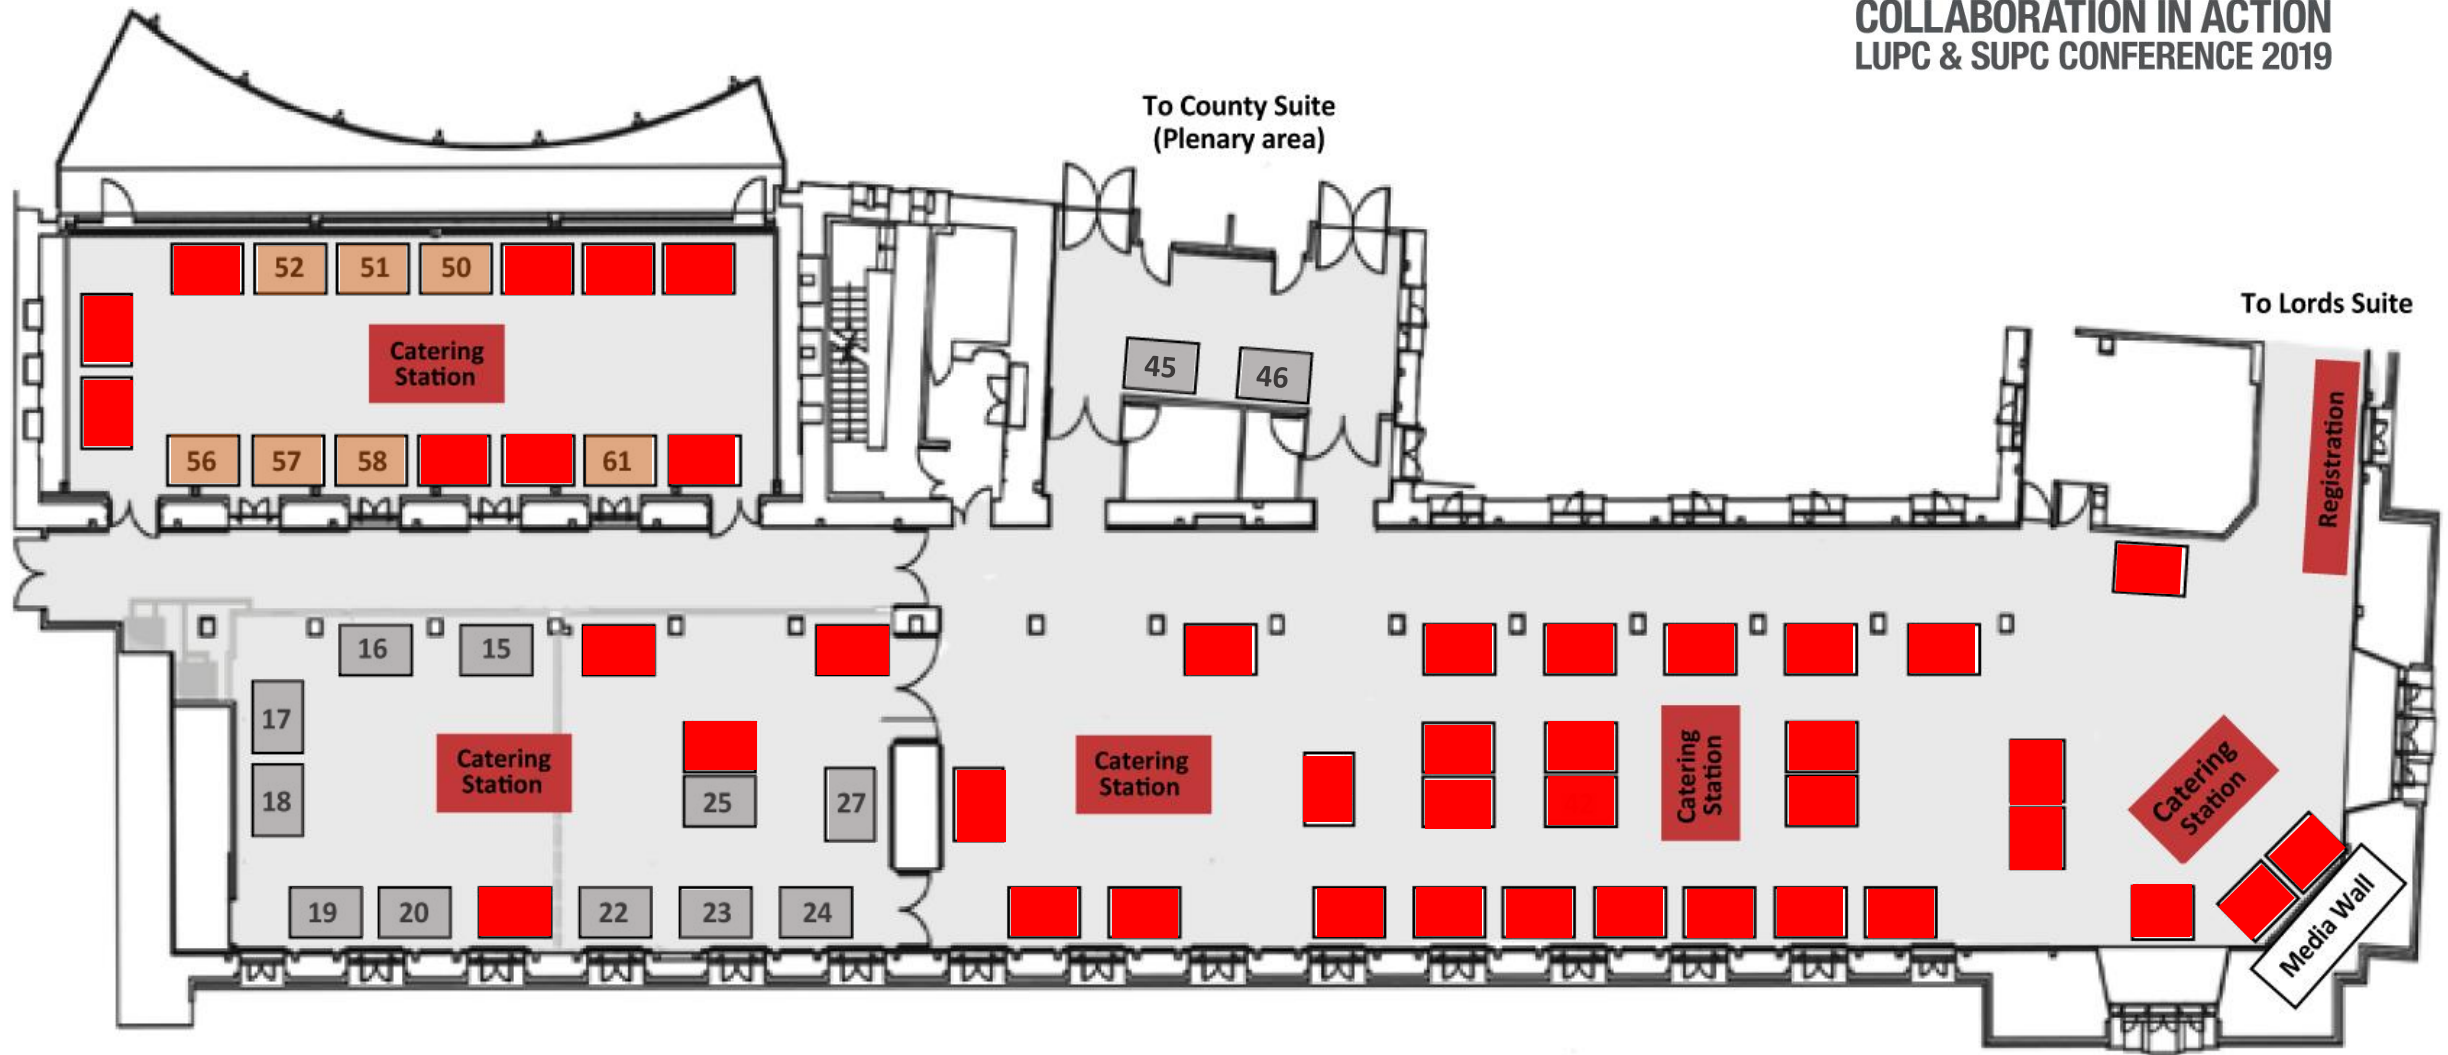 COLLABORATION IN ACTION
LUPC & SUPC CONFERENCE 2019
To County Suite
(Plenary area)
To Lords Suite
52
51
50
Catering
Station
45
46
Registration
56
57
58
61
16
15
17
18
Catering
Station
25
27
Catering
Station
Catering
Station
Catering
Station
19
20
22
23
24
Media Wall